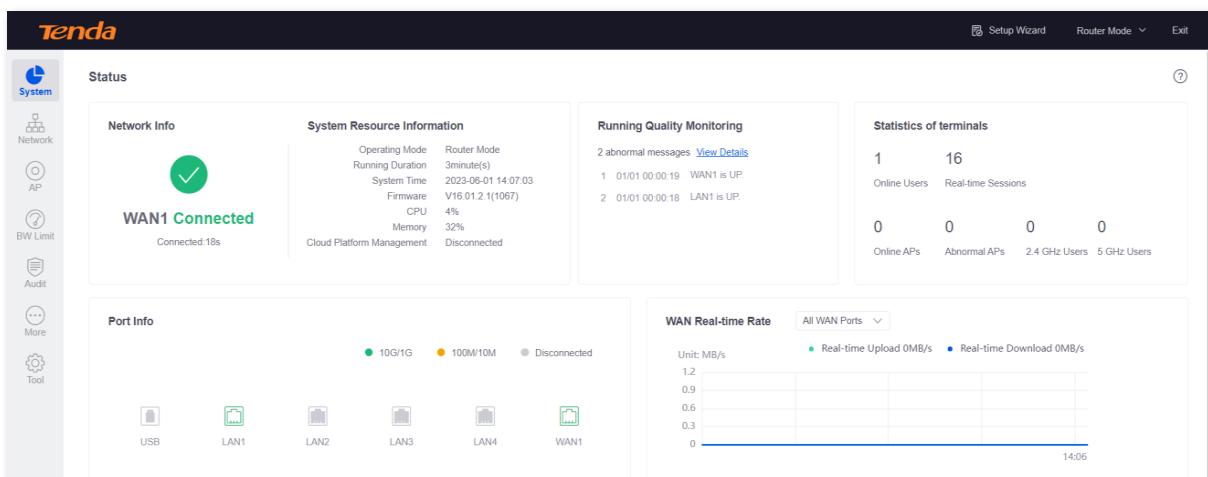 Tenda
Setup Wizard
Router Mode
Exit
System
Network
AP
BW Limit
Audit
More
Tool
Status
Network Info
WAN1 Connected
Connected:18s
System Resource Information
Operating Mode Router Mode
Running Duration 3minute(s)
System Time 2023-06-01 14:07:03
Firmware V16.01.2.1(1067)
CPU 4%
Memory 32%
Cloud Platform Management Disconnected
Running Quality Monitoring
2 abnormal messages View Details
1 01/01 00:00:19 WAN1 is UP.
2 01/01 00:00:18 LAN1 is UP.
Statistics of terminals
1 16
Online Users Real-time Sessions
0 0 0 0
Online APs Abnormal APs 2.4 GHz Users 5 GHz Users
Port Info
10G/1G 100M/10M Disconnected
USB LAN1 LAN2 LAN3 LAN4 WAN1
WAN Real-time Rate All WAN Ports
Real-time Upload 0MB/s Real-time Download 0MB/s
Unit: MB/s
1.2
0.9
0.6
0.3
0
14:06